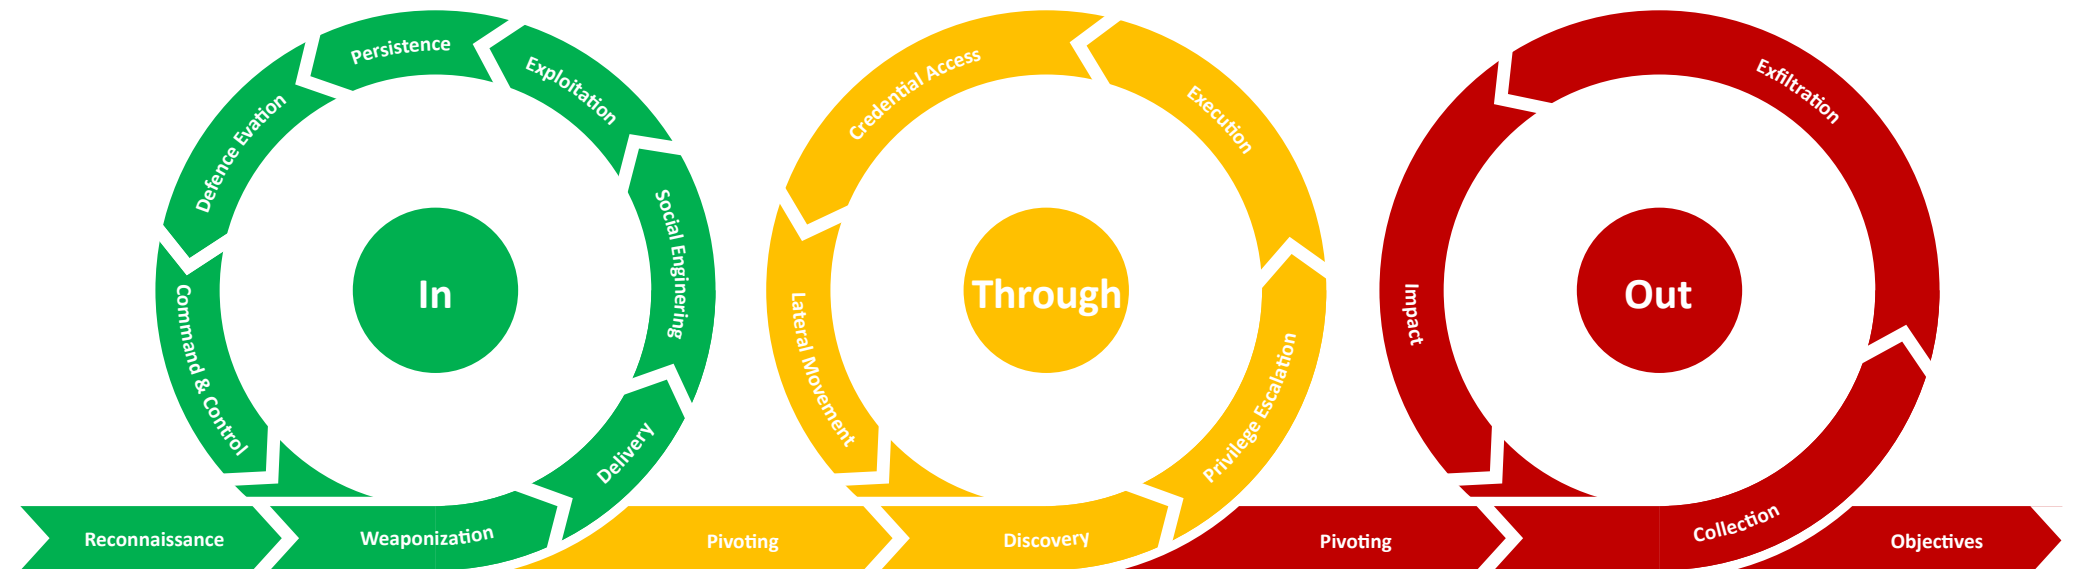 Reconnaissance
Weaponization
Delivery
Social Enginering
Exploitation
Persistence
Defence Evation
Command & Control
In
Pivoting
Discovery
Privilege Escalation
Execution
Credential Access
Lateral Movement
Through
Pivoting
Collection
Exfiltration
Impact
Out
Objectives